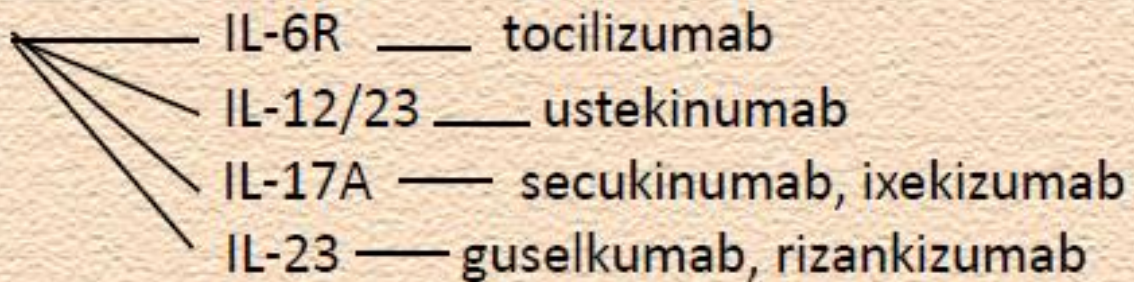 IL-6R tocilizumab
IL-12/23 ustekinumab
IL-17A secukinumab, ixekizumab
IL-23 guselkumab, rizankizumab